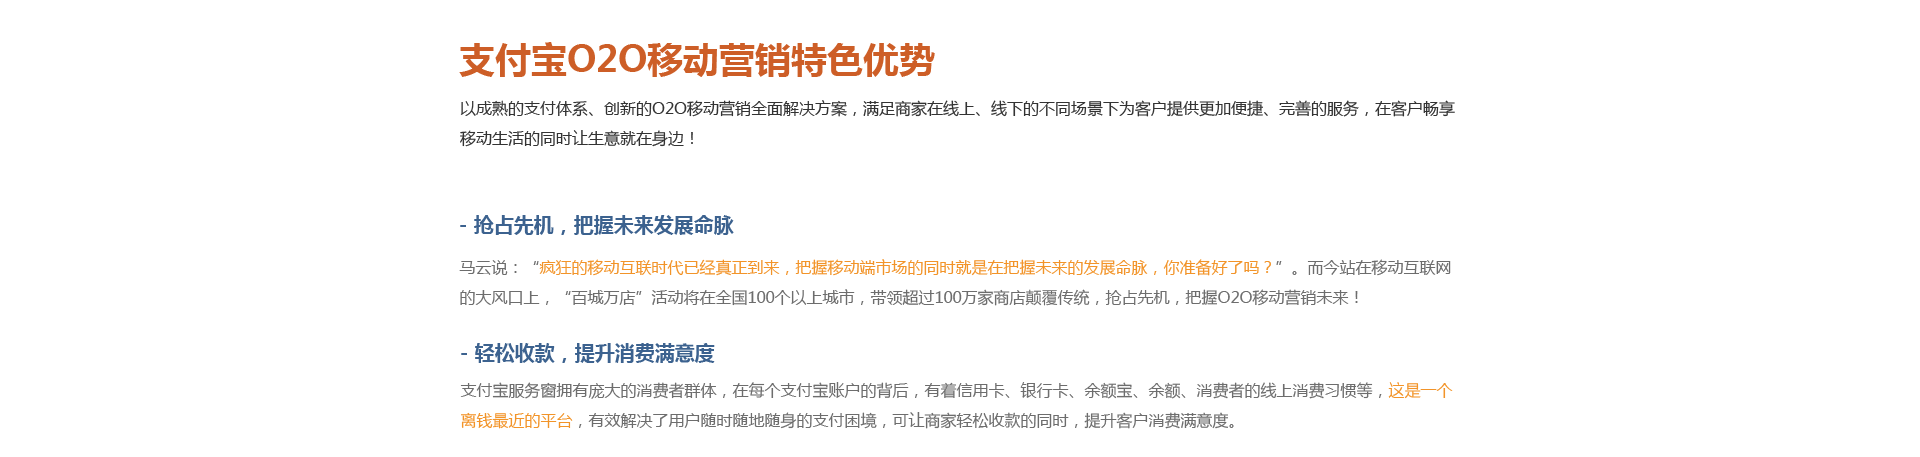 支付宝O2O移动营销特色优势
以成熟的支付体系、创新的O2O移动营销全面解决方案，满足商家在线上、线下的不同场景下为客户提供更加便捷、完善的服务，在客户畅享
移动生活的同时让生意就在身边！
- 抢占先机，把握未来发展命脉
马云说：“疯狂的移动互联时代已经真正到来，把握移动端市场的同时就是在把握未来的发展命脉，你准备好了吗？”。而今站在移动互联网
的大风口上，“百城万店”活动将在全国100个以上城市，带领超过100万家商店颠覆传统，抢占先机，把握O2O移动营销未来！
- 轻松收款，提升消费满意度
支付宝服务窗拥有庞大的消费者群体，在每个支付宝账户的背后，有着信用卡、银行卡、余额宝、余额、消费者的线上消费习惯等，这是一个
离钱最近的平台，有效解决了用户随时随地随身的支付困境，可让商家轻松收款的同时，提升客户消费满意度。